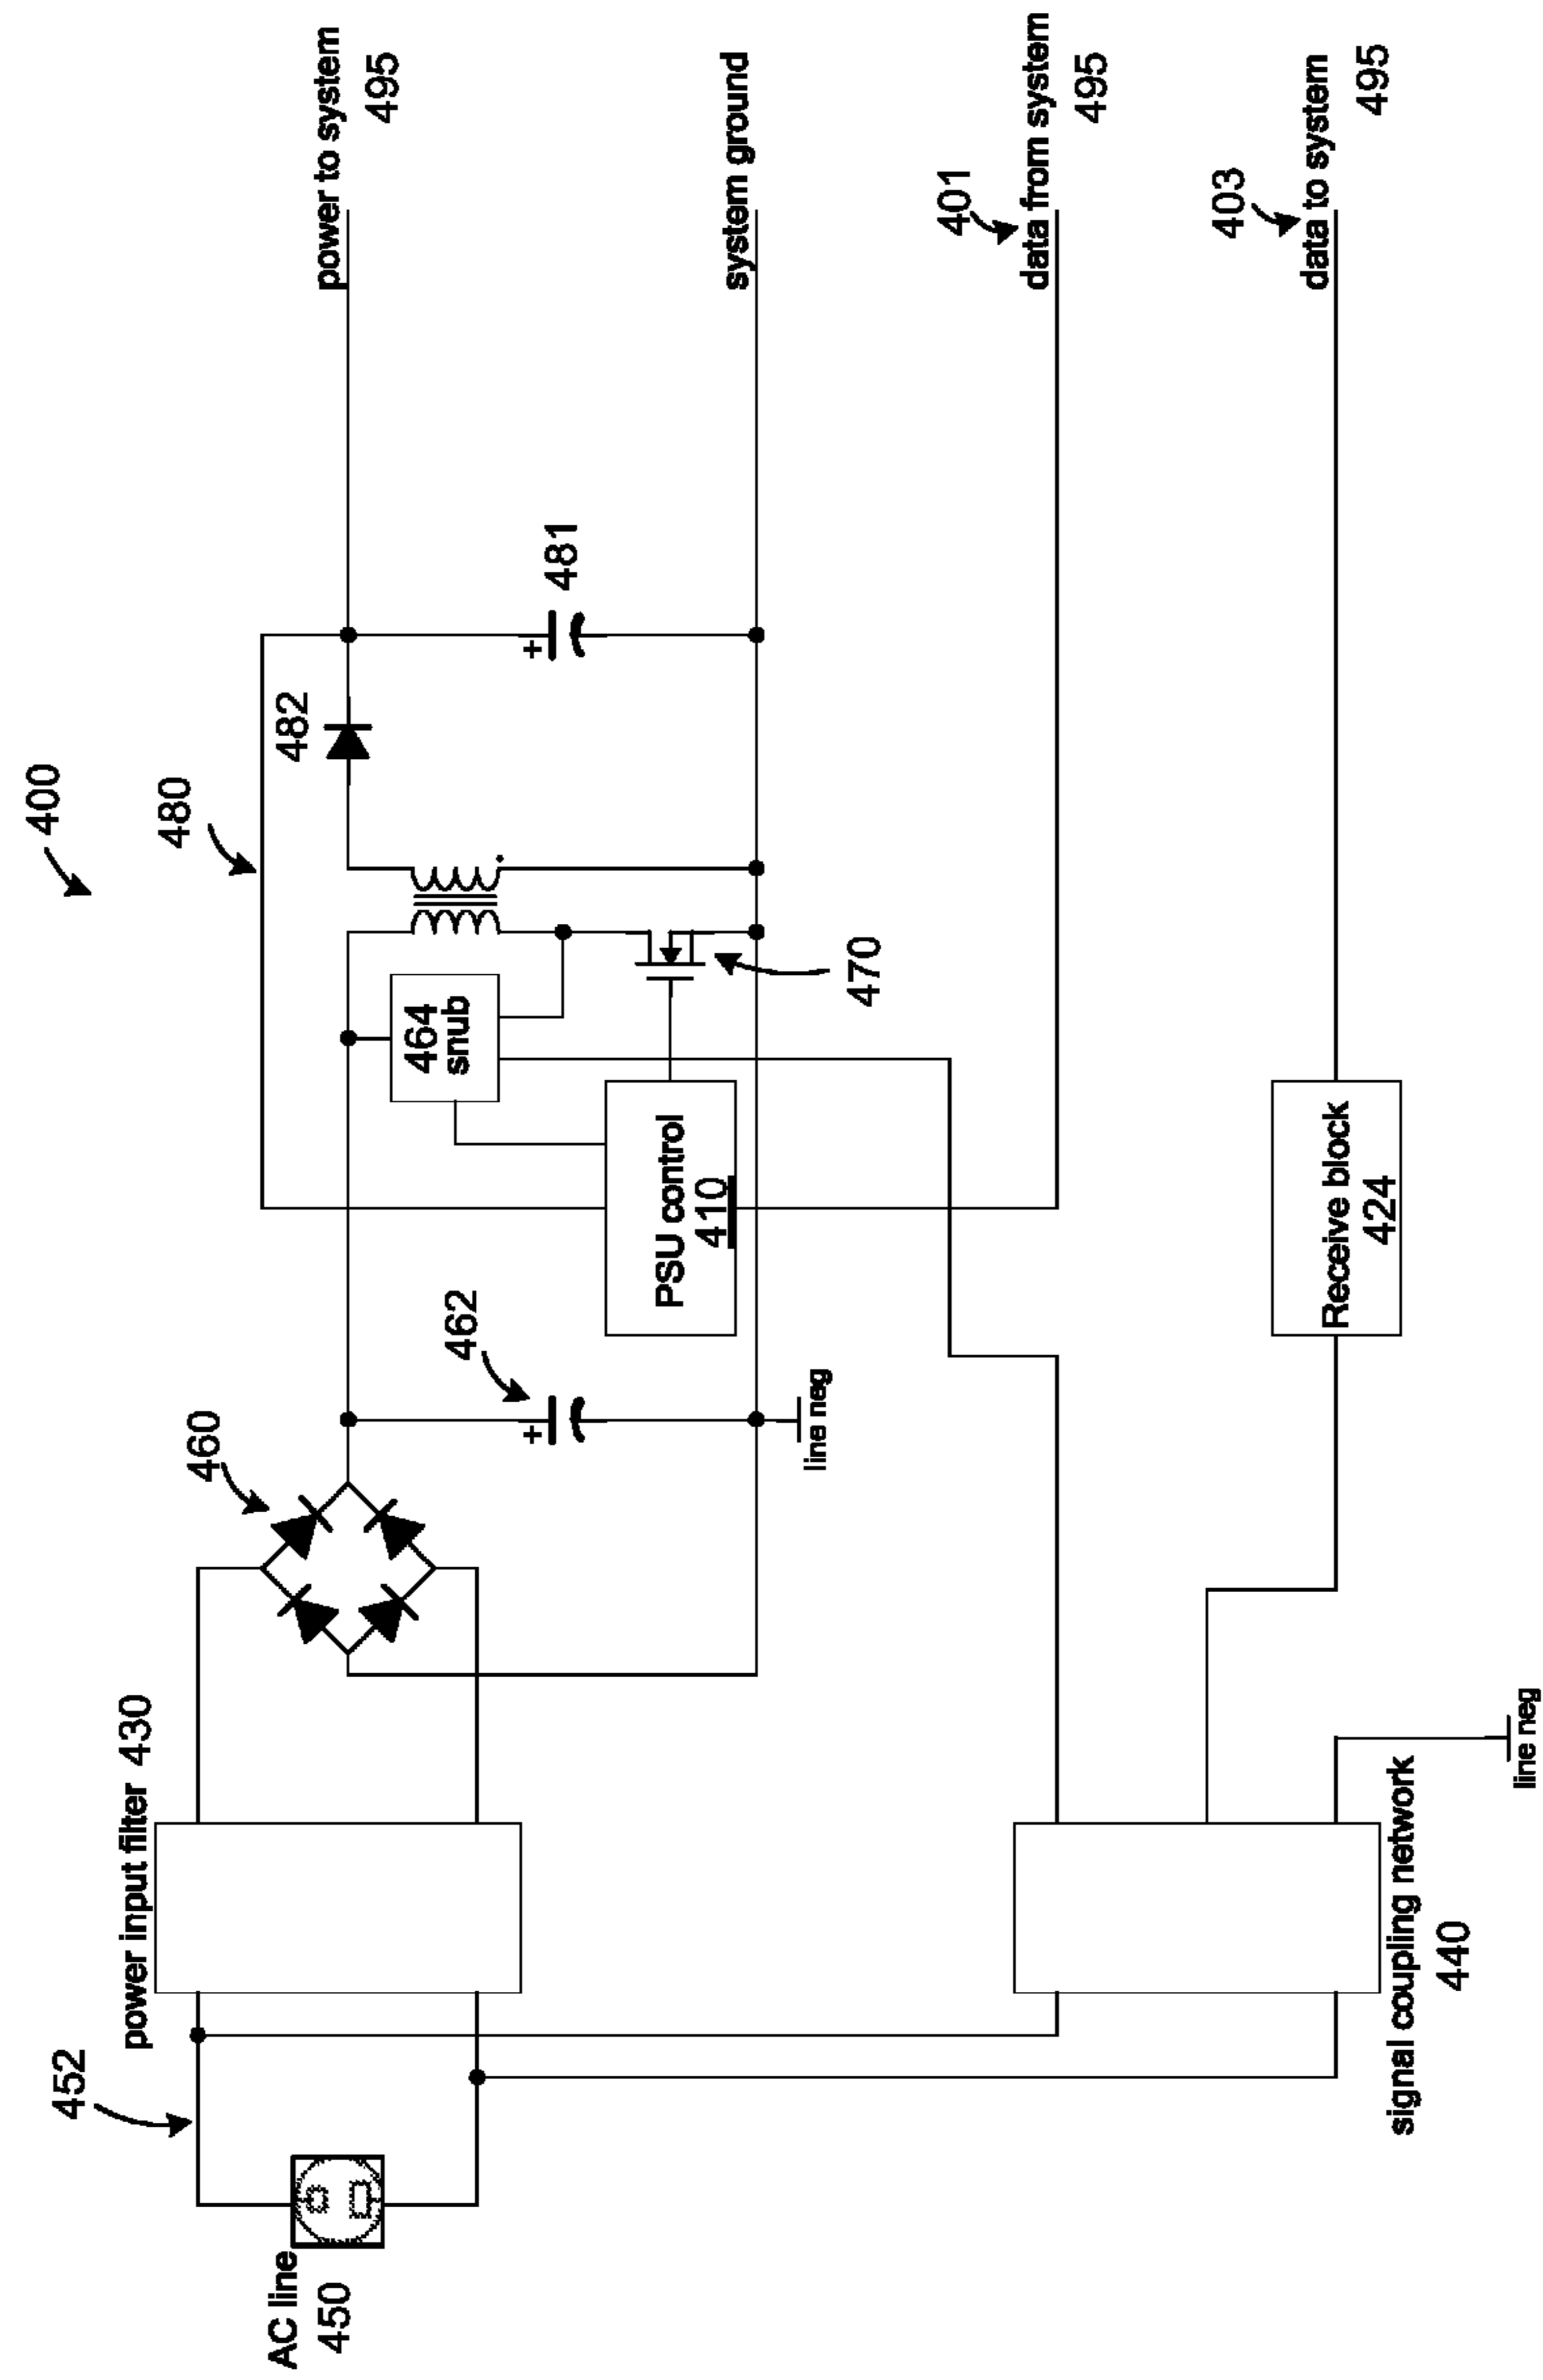 400
480
482
power to system
495
481
system ground
464
snub
470
PSU control
410
401
data from system
495
403
data to system
495
Receive block
424
460
462
line neg
power input filter 430
452
AC line
450
signal coupling network
440
line neg